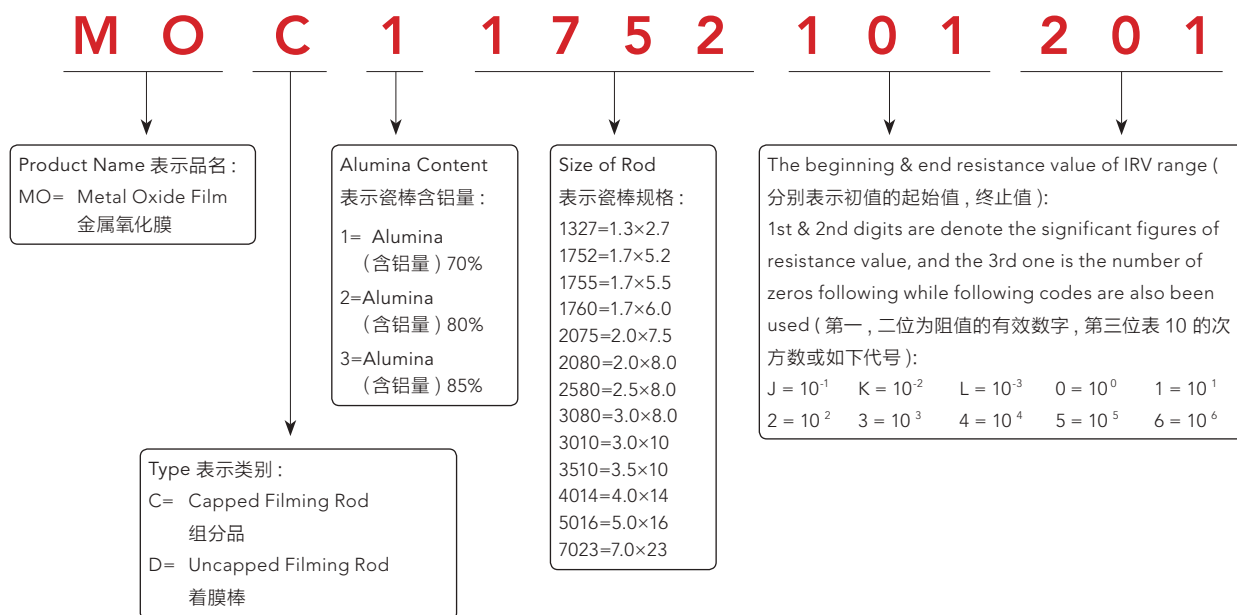 M O C 1 1 7 5 2 1 0 1 2 0 1
Product Name 表示品名 :
MO= Metal Oxide Film
金属氧化膜
Type 表示类别 :
C= Capped Filming Rod
组分品
D= Uncapped Filming Rod
着膜棒
Alumina Content
表示瓷棒含铝量 :
1= Alumina
( 含铝量 ) 70%
2=Alumina
( 含铝量 ) 80%
3=Alumina
( 含铝量 ) 85%
Size of Rod
表示瓷棒规格 :
1327=1.3×2.7
1752=1.7×5.2
1755=1.7×5.5
1760=1.7×6.0
2075=2.0×7.5
2080=2.0×8.0
2580=2.5×8.0
3080=3.0×8.0
3010=3.0×10
3510=3.5×10
4014=4.0×14
5016=5.0×16
7023=7.0×23
The beginning & end resistance value of IRV range (
分别表示初值的起始值 , 终止值 ):
1st & 2nd digits are denote the significant figures of
resistance value, and the 3rd one is the number of
zeros following while following codes are also been
used ( 第一 , 二位为阻值的有效数字 , 第三位表 10 的次
方数或如下代号 ):
J = 10⁻¹ K = 10⁻² L = 10⁻³ 0 = 10⁰ 1 = 10¹
2 = 10² 3 = 10³ 4 = 10⁴ 5 = 10⁵ 6 = 10⁶